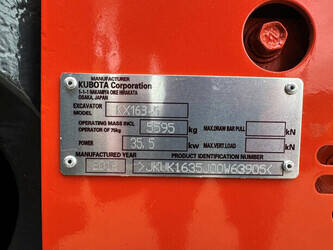 MANUFACTURER
KUBOTA Corporation
1-1-1 NAKAMIYA OIKE HIRAKATA
OSAKA, JAPAN
EXCAVATOR
MODEL
OPERATING MASS INCL.
OPERATOR OF 75kg 5595 kg MAX.DRAW BAR PULL kN
POWER 35,5 kw MAX.VERT.LOAD kN
MANUFACTURED YEAR PRODUCT IDENTIFICATION NUMBER